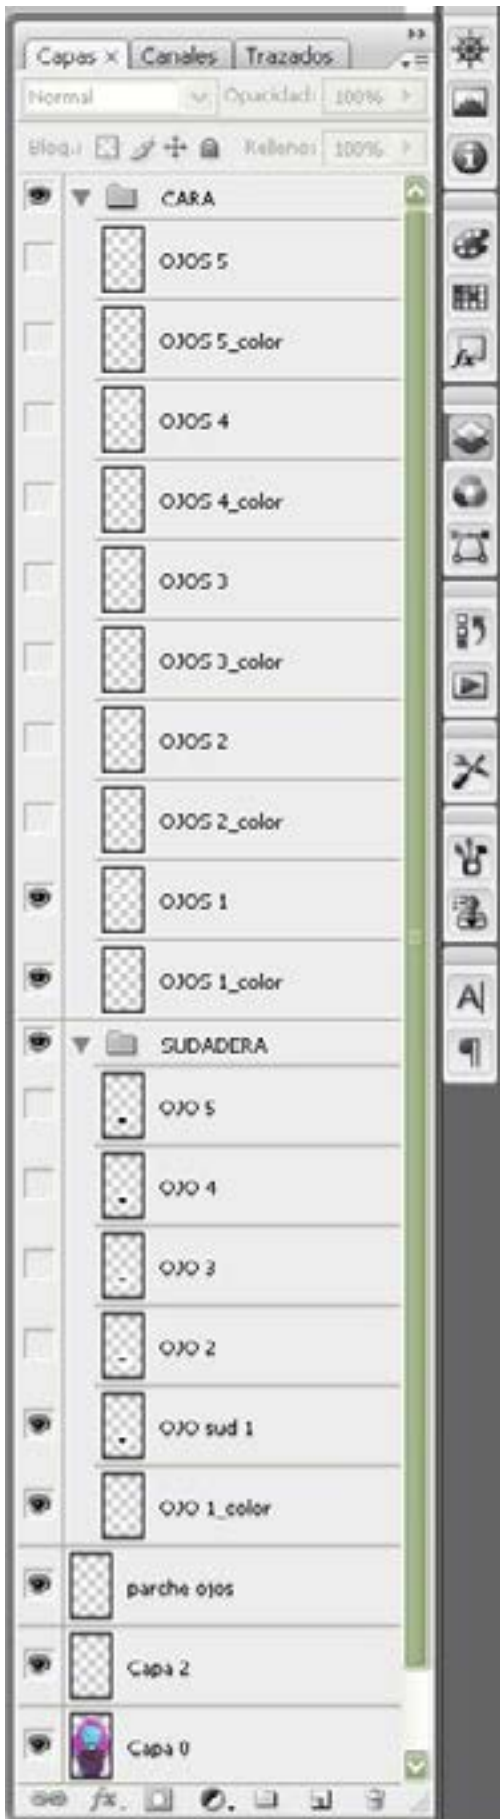 Capas × Canales Trazados
Normal Opacidad: 100%
Bloq.: Relleno: 100%
CARA
OJOS 5
OJOS 5_color
OJOS 4
OJOS 4_color
OJOS 3
OJOS 3_color
OJOS 2
OJOS 2_color
OJOS 1
OJOS 1_color
SUDADERA
OJO 5
OJO 4
OJO 3
OJO 2
OJO sud 1
OJO 1_color
parche ojos
Capa 2
Capa 0
fx.